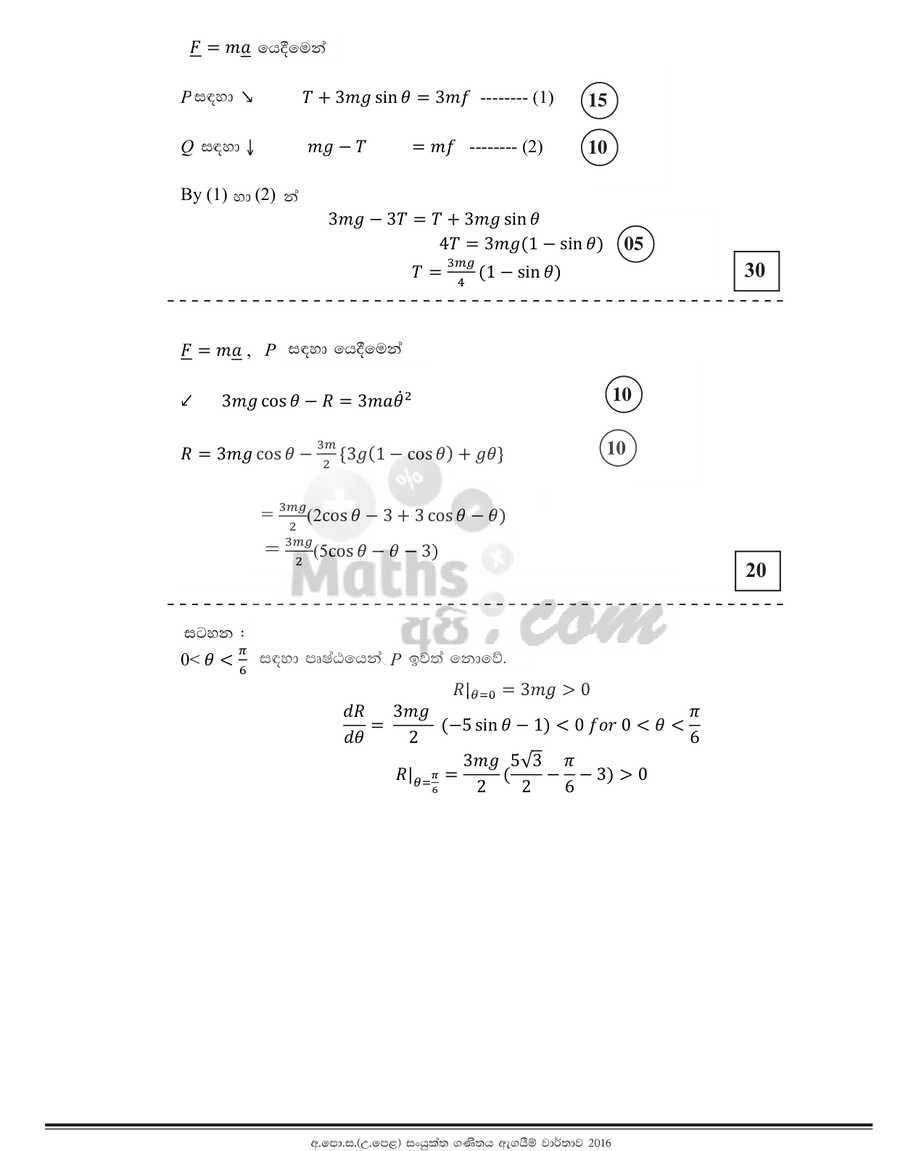 F = ma යෙදීමෙන්
P සඳහා ↘ T + 3mg sin θ = 3mf -------- (1) 15
Q සඳහා ↓ mg − T = mf -------- (2) 10
By (1) හා (2) න්
3mg − 3T = T + 3mg sin θ
4T = 3mg(1 − sin θ) 05
T = 3mg/4 (1 − sin θ) 30
F = ma , P සඳහා යෙදීමෙන්
↙ 3mg cos θ − R = 3maθ̇² 10
R = 3mg cos θ − 3m/2 {3g(1 − cos θ) + gθ} 10
= 3mg/2 (2cos θ − 3 + 3 cos θ − θ)
= 3mg/2 (5cos θ − θ − 3) 20
Maths
අපි . com
සටහන :
0< θ < π/6 සඳහා පෘෂ්ඨයෙන් P ඉවත් නොවේ.
R|θ=0 = 3mg > 0
dR/dθ = 3mg/2 (−5 sin θ − 1) < 0 for 0 < θ < π/6
R|θ=π/6 = 3mg/2 (5√3/2 − π/6 − 3) > 0
අ.පො.ස.(උ.පෙළ) සංයුක්ත ගණිතය ඇගයීම් වාර්තාව 2016